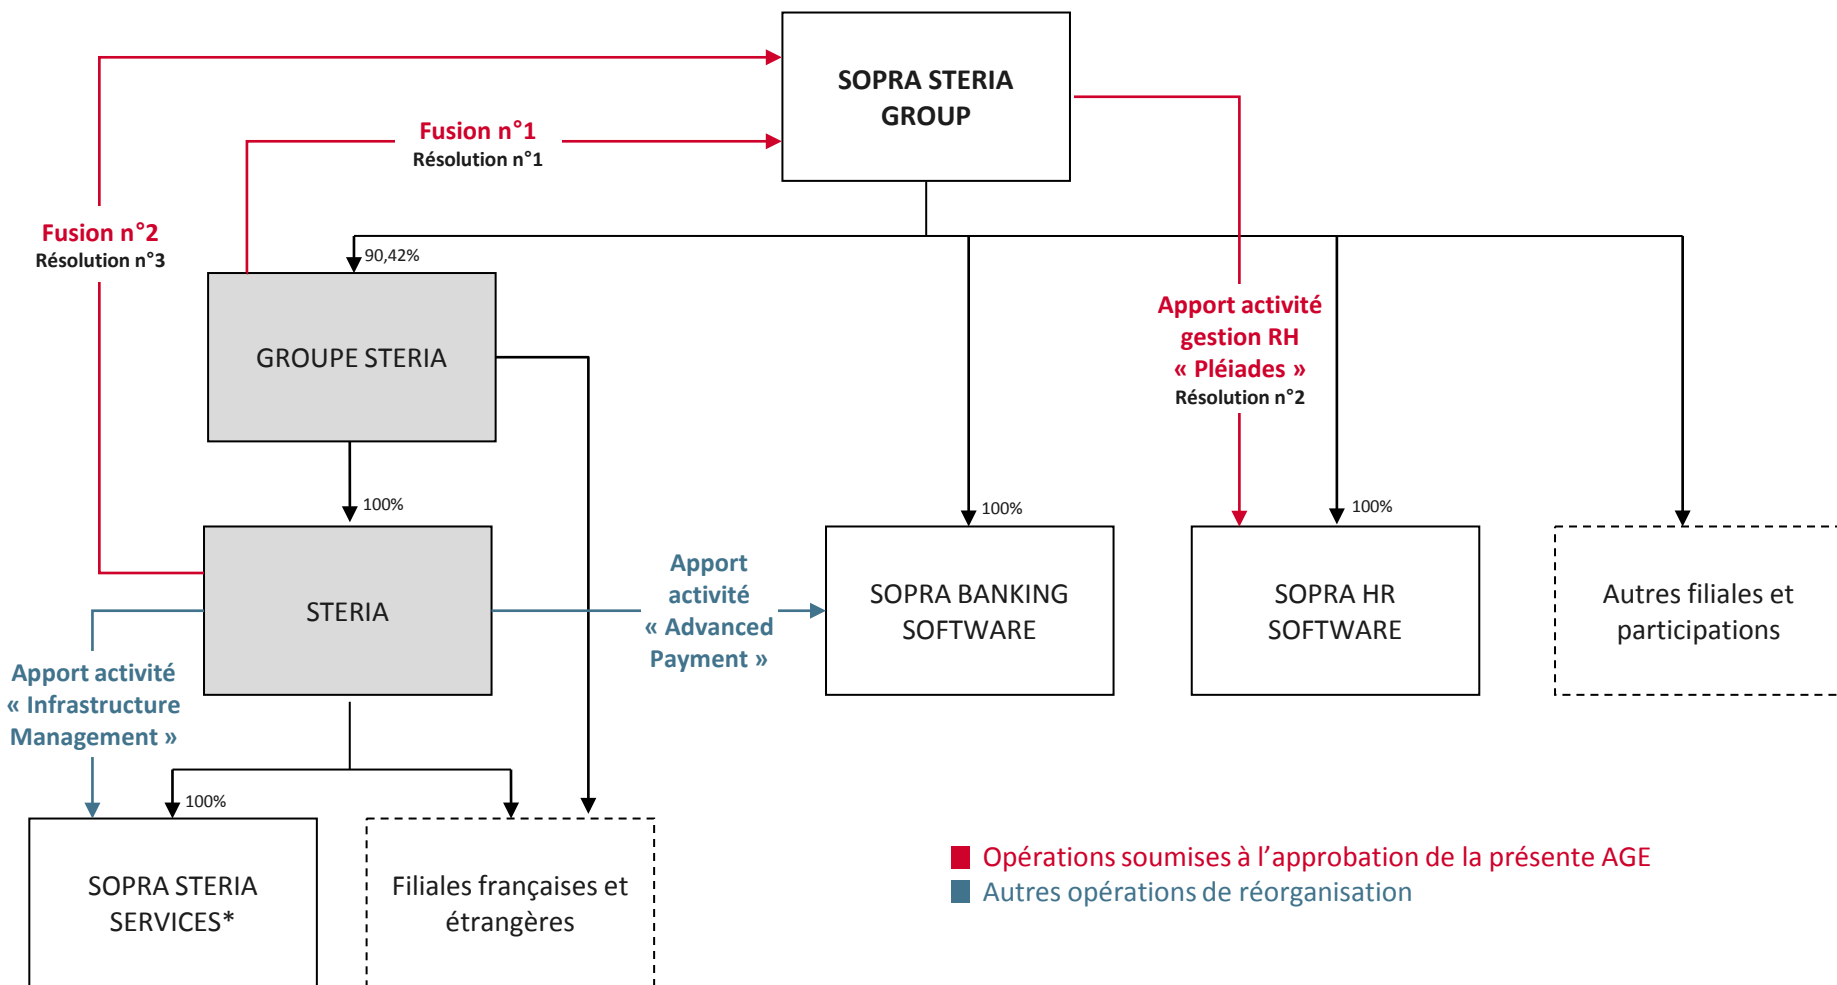 SOPRA STERIA
GROUP
Fusion n°1
Résolution n°1
Fusion n°2
Résolution n°3
90,42%
GROUPE STERIA
Apport activité
gestion RH
« Pléiades »
Résolution n°2
100%
100%
100%
STERIA
Apport
activité
« Advanced
Payment »
SOPRA BANKING
SOFTWARE
SOPRA HR
SOFTWARE
Autres filiales et
participations
Apport activité
« Infrastructure
Management »
100%
SOPRA STERIA
SERVICES*
Filiales françaises et
étrangères
Opérations soumises à l’approbation de la présente AGE
Autres opérations de réorganisation